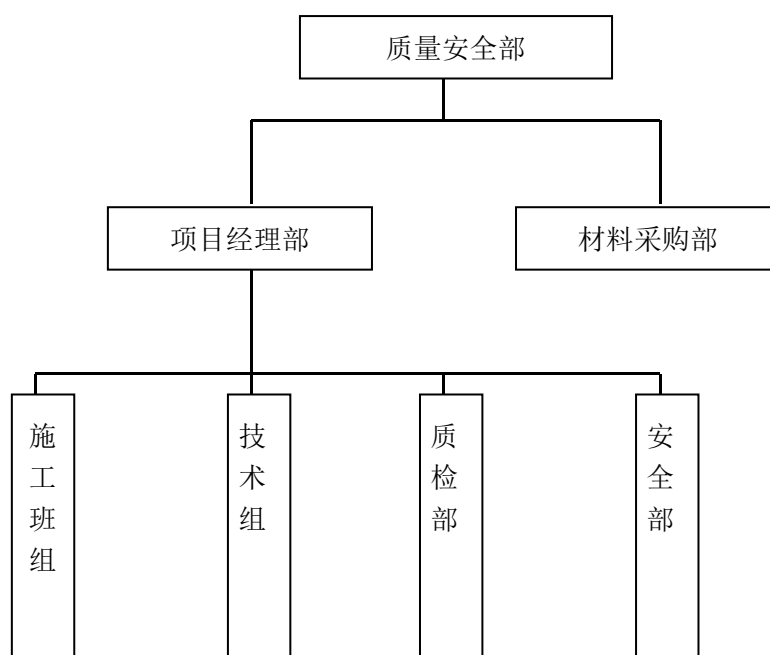 质量安全部
项目经理部
材料采购部
施工班组
技术组
质检部
安全部